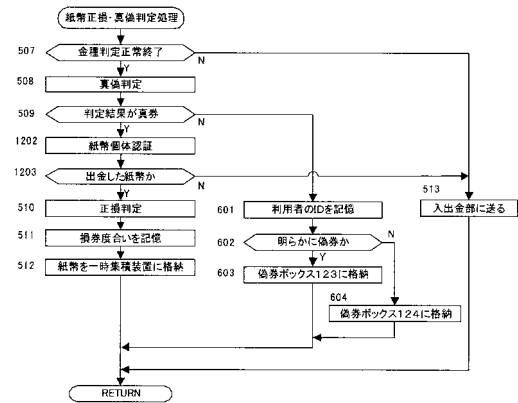 紙幣正損・真偽判定処理
507
金種判定正常終了
N
Y
508
真偽判定
509
判定結果が真券
N
Y
1202
紙幣個体認証
1203
出金した紙幣か
N
Y
513
入出金部に送る
510
正損判定
601
利用者のIDを記憶
511
損券度合いを記憶
602
明らかに偽券か
N
Y
512
紙幣を一時集積装置に格納
603
偽券ボックス123に格納
604
偽券ボックス124に格納
RETURN